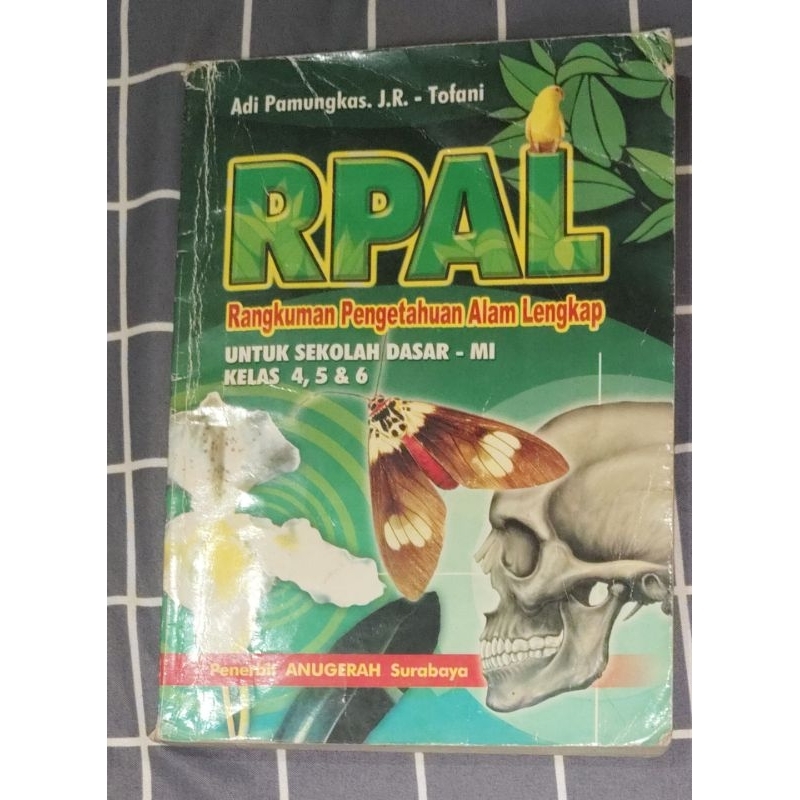 Adi Pamungkas. J.R. - Tofani
RPAL
Rangkuman Pengetahuan Alam Lengkap
UNTUK SEKOLAH DASAR - MI
KELAS 4, 5 & 6
Penerbit ANUGERAH Surabaya